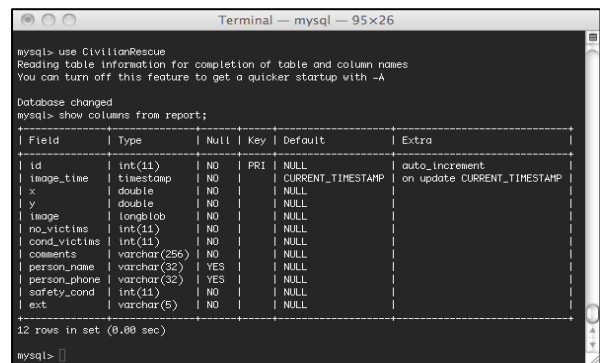 Terminal — mysql — 95×26
mysql> use CivilianRescue
Reading table information for completion of table and column names
You can turn off this feature to get a quicker startup with -A
Database changed
mysql> show columns from report;
+--------------+--------------+------+-----+-------------------+-----------------------------+
| Field | Type | Null | Key | Default | Extra |
+--------------+--------------+------+-----+-------------------+-----------------------------+
| id | int(11) | NO | PRI | NULL | auto_increment |
| image_time | timestamp | NO | | CURRENT_TIMESTAMP | on update CURRENT_TIMESTAMP |
| x | double | NO | | NULL | |
| y | double | NO | | NULL | |
| image | longblob | NO | | NULL | |
| no_victims | int(11) | NO | | NULL | |
| cond_victims | int(11) | NO | | NULL | |
| comments | varchar(256) | NO | | NULL | |
| person_name | varchar(32) | YES | | NULL | |
| person_phone | varchar(32) | YES | | NULL | |
| safety_cond | int(11) | NO | | NULL | |
| ext | varchar(5) | NO | | NULL | |
+--------------+--------------+------+-----+-------------------+-----------------------------+
12 rows in set (0.00 sec)
mysql>